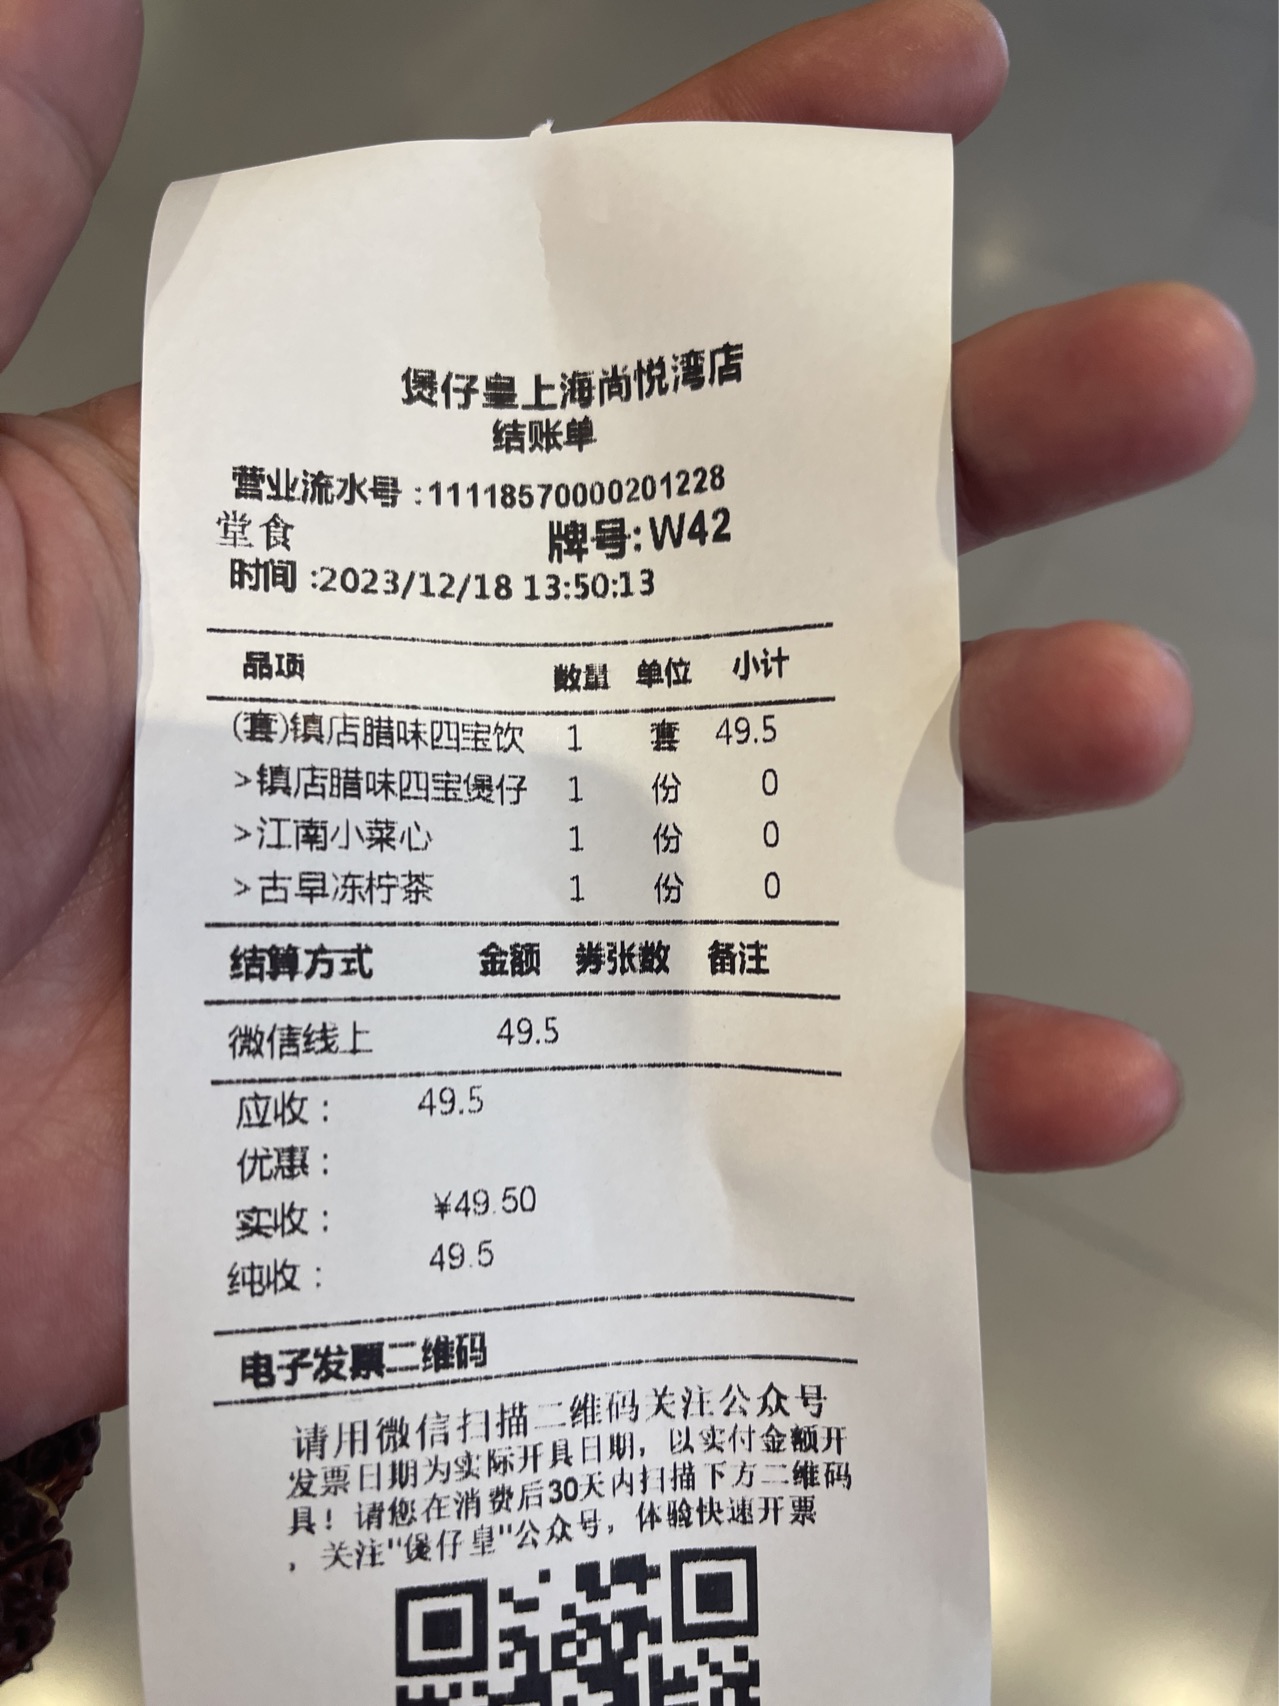 煲仔皇上海尚悦湾店
结账单
营业流水号:11118570000201228
堂食 牌号:W42
时间:2023/12/18 13:50:13
品项 数量 单位 小计
(套)镇店腊味四宝饮 1 套 49.5
>镇店腊味四宝煲仔 1 份 0
>江南小菜心 1 份 0
>古早冻柠茶 1 份 0
结算方式 金额 券张数 备注
微信线上 49.5
应收: 49.5
优惠:
实收: ¥49.50
纯收: 49.5
电子发票二维码
请用微信扫描二维码关注公众号
发票日期为实际开具日期，以实付金额开
具！请您在消费后30天内扫描下方二维码
，关注"煲仔皇"公众号，体验快速开票